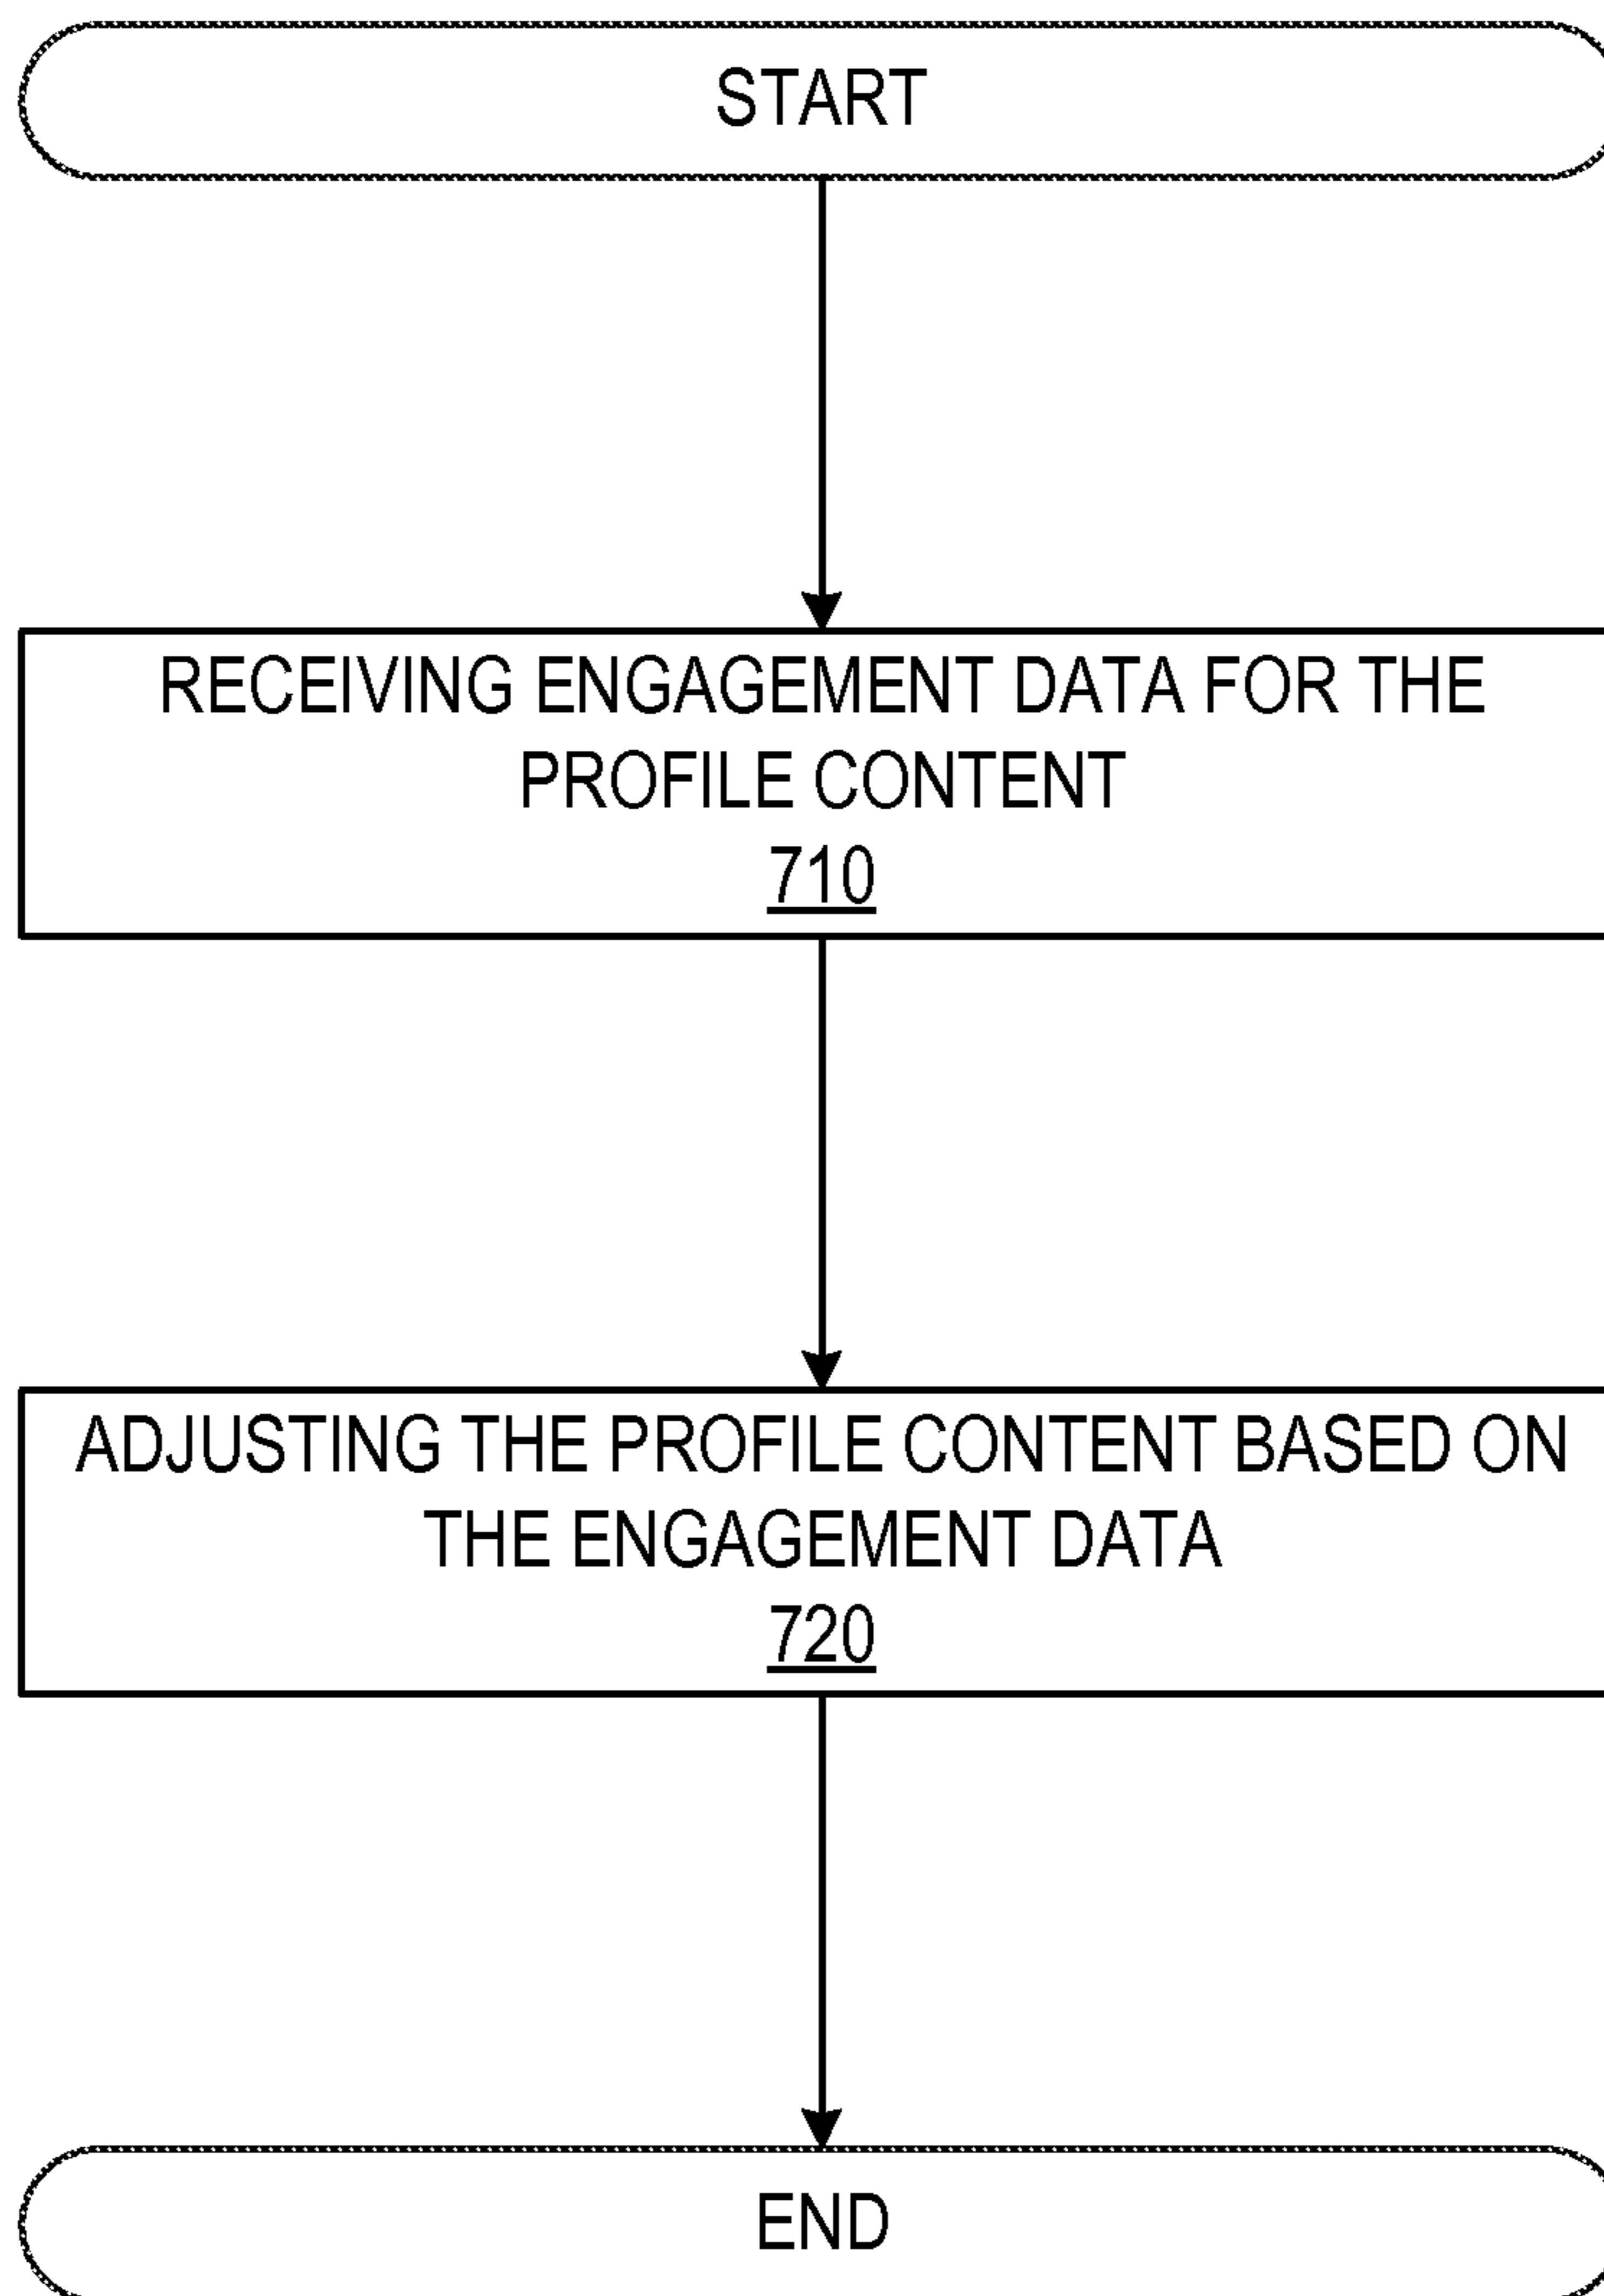 START
RECEIVING ENGAGEMENT DATA FOR THE
PROFILE CONTENT
710
ADJUSTING THE PROFILE CONTENT BASED ON
THE ENGAGEMENT DATA
720
END